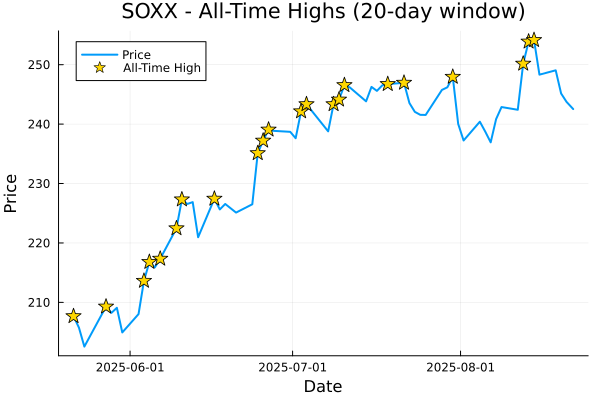 SOXX - All-Time Highs (20-day window)
Price
All-Time High
250
240
230
220
210
Price
2025-06-01
2025-07-01
2025-08-01
Date